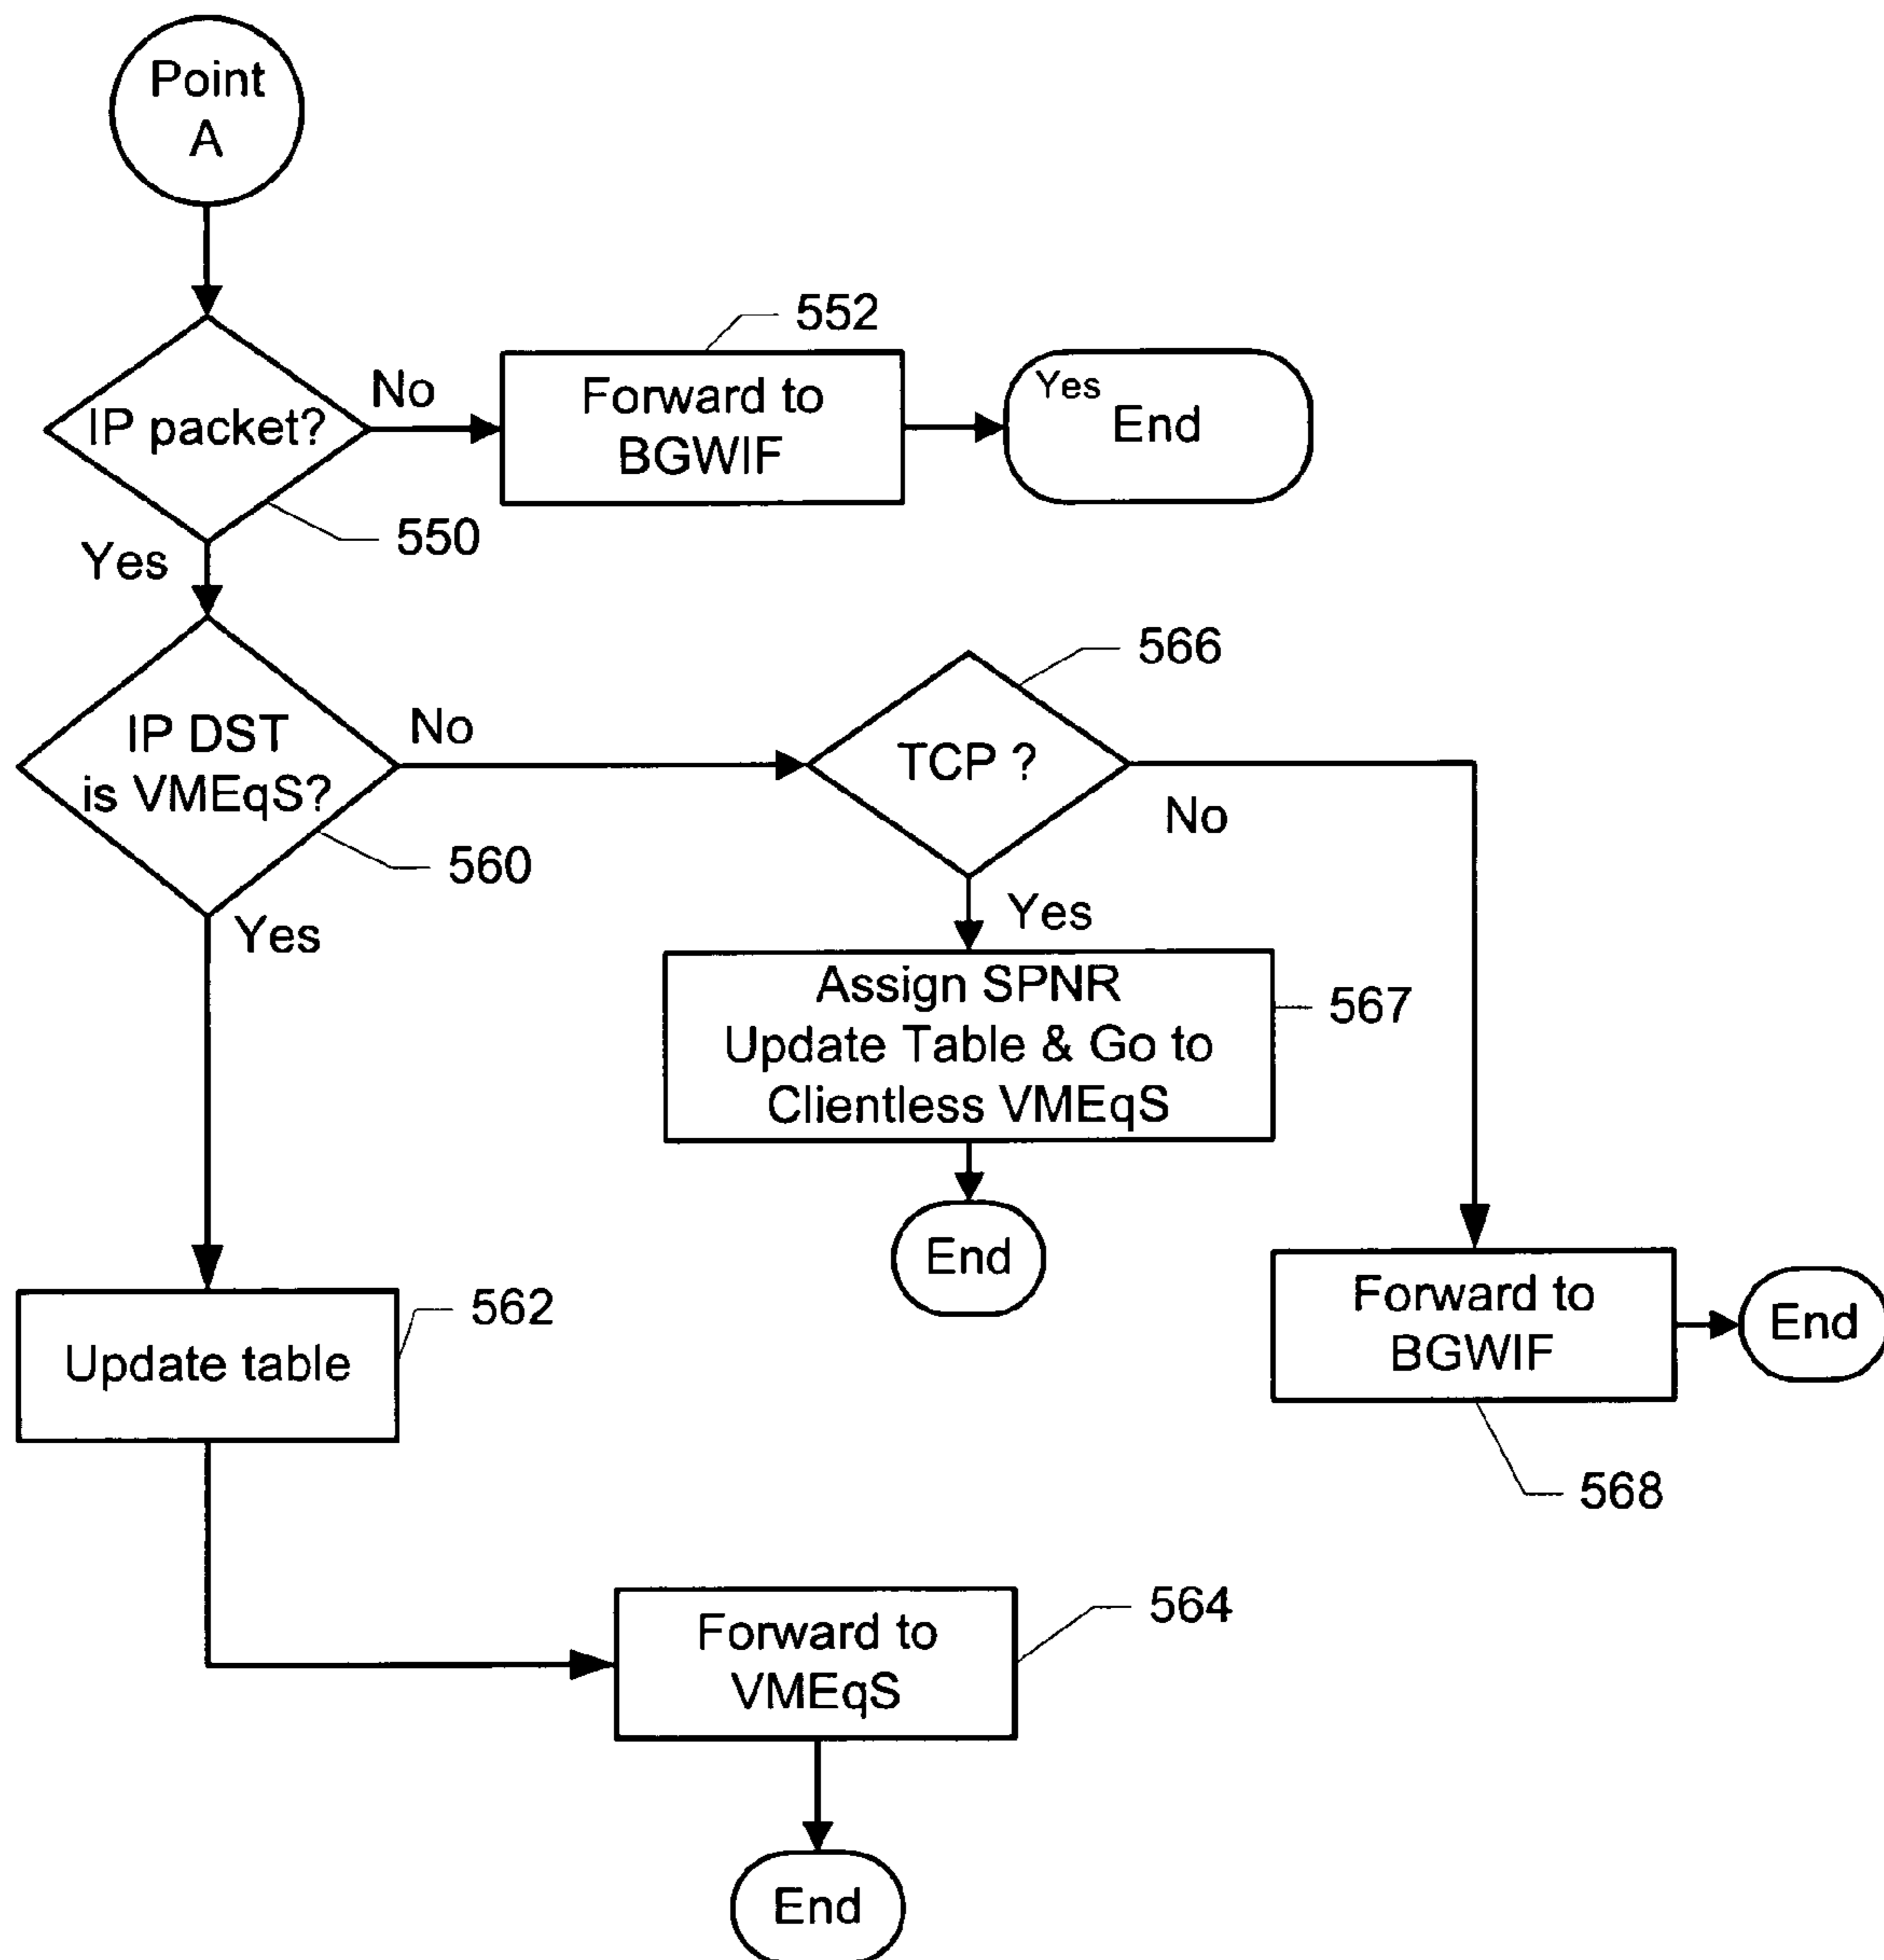 Point
A
552
No
Forward to
BGWIF
Yes
End
IP packet?
550
Yes
566
IP DST
is VMEqS?
No
TCP ?
No
560
Yes
Yes
Assign SPNR
Update Table & Go to
Clientless VMEqS
567
End
562
Update table
Forward to
BGWIF
End
568
564
Forward to
VMEqS
End